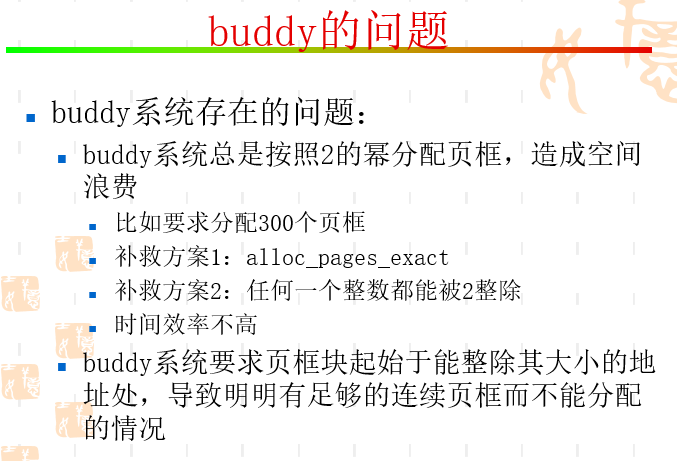 buddy的问题
buddy系统存在的问题：
buddy系统总是按照2的幂分配页框，造成空间
浪费
比如要求分配300个页框
补救方案1：alloc_pages_exact
补救方案2：任何一个整数都能被2整除
时间效率不高
buddy系统要求页框块起始于能整除其大小的地
址处，导致明明有足够的连续页框而不能分配
的情况